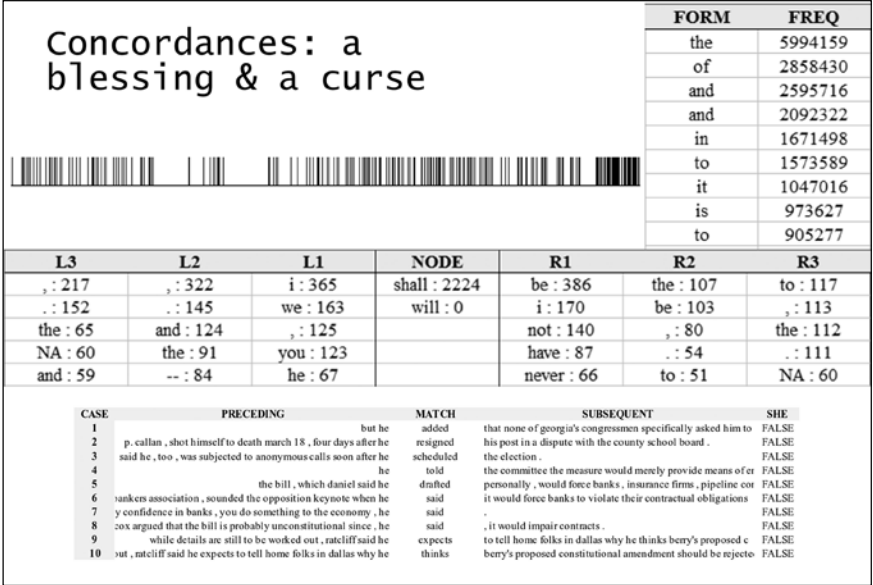 Concordances: a
blessing & a curse
FORM FREQ
the 5994159
of 2858430
and 2595716
and 2092322
in 1671498
to 1573589
it 1047016
is 973627
to 905277
L3 L2 L1 NODE R1 R2 R3
, : 217 , : 322 i : 365 shall : 2224 be : 386 the : 107 to : 117
. : 152 . : 145 we : 163 will : 0 i : 170 be : 103 , : 113
the : 65 and : 124 , : 125 not : 140 , : 80 the : 112
NA : 60 the : 91 you : 123 have : 87 . : 54 . : 111
and : 59 -- : 84 he : 67 never : 66 to : 51 NA : 60
CASE PRECEDING MATCH SUBSEQUENT SHE
1 but he added that none of georgia's congressmen specifically asked him to FALSE
2 p. callan , shot himself to death march 18 , four days after he resigned his post in a dispute with the county school board . FALSE
3 said he , too , was subjected to anonymous calls soon after he scheduled the election . FALSE
4 he told the committee the measure would merely provide means of er FALSE
5 the bill , which daniel said he drafted personally , would force banks , insurance firms , pipeline cor FALSE
6 ankers association , sounded the opposition keynote when he said it would force banks to violate their contractual obligations FALSE
7 y confidence in banks , you do something to the economy , he said . FALSE
8 cox argued that the bill is probably unconstitutional since , he said , it would impair contracts . FALSE
9 while details are still to be worked out , ratcliff said he expects to tell home folks in dallas why he thinks berry's proposed c FALSE
10 out , ratcliff said he expects to tell home folks in dallas why he thinks berry's proposed constitutional amendment should be rejecte FALSE